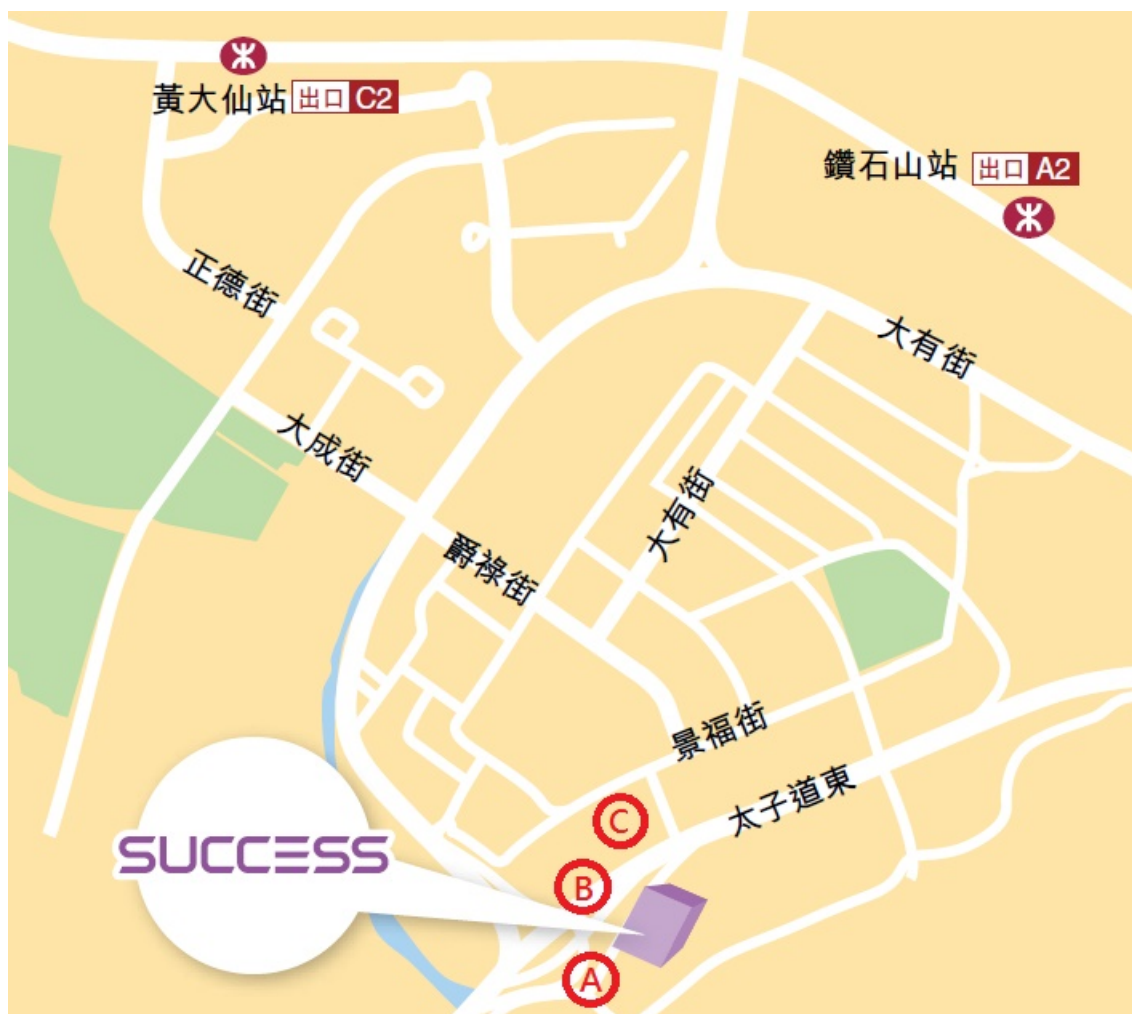 黃大仙站 出口 C2
鑽石山站 出口 A2
正德街
大有街
大成街
大有街
爵祿街
景福街
太子道東
C
SUCCESS
B
A